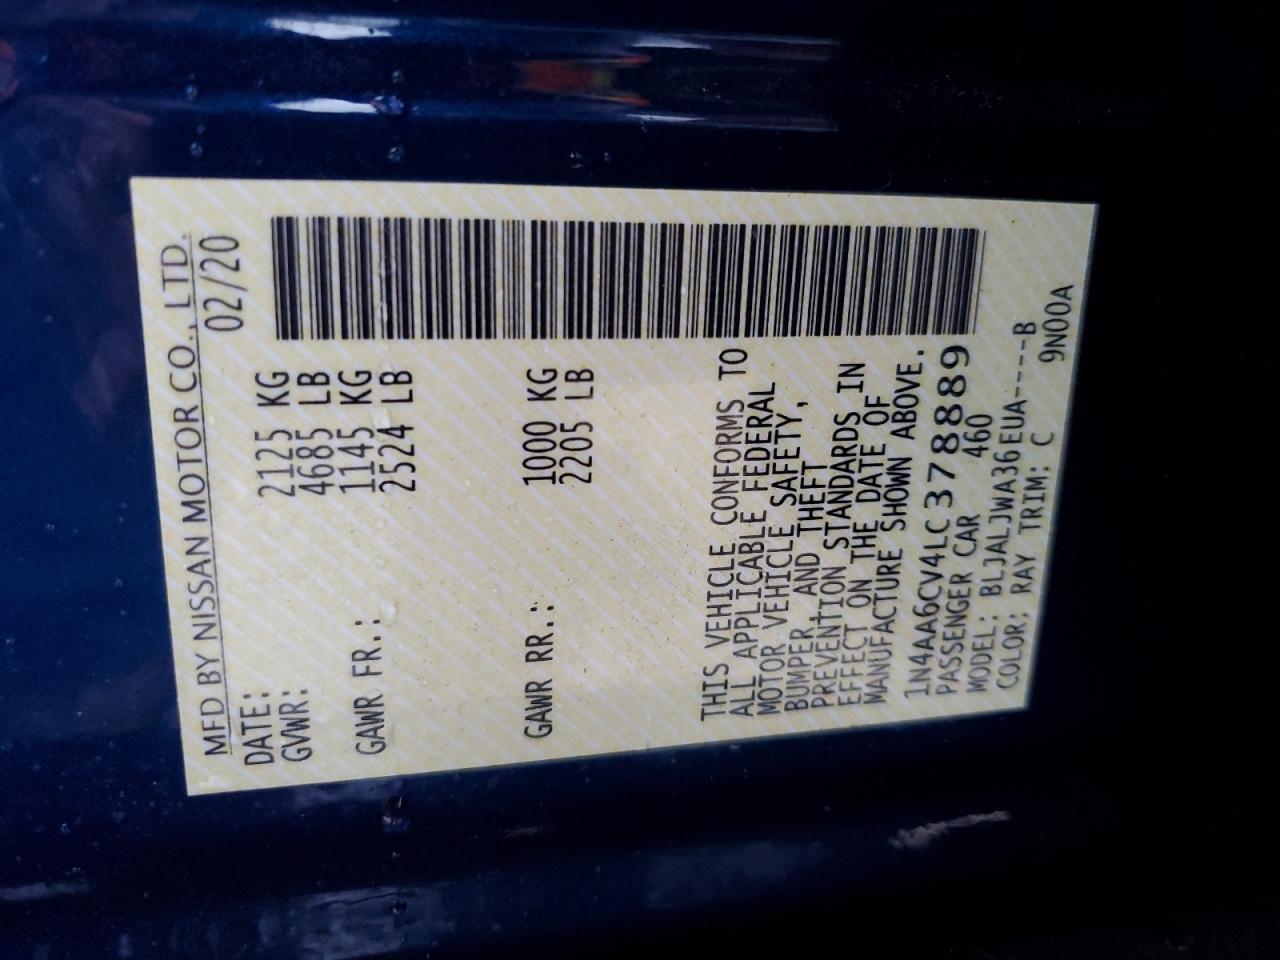 MFD BY NISSAN MOTOR CO., LTD.
DATE: 02/20
GVWR: 2125 KG
4685 LB
GAWR FR.: 1145 KG
2524 LB
GAWR RR.: 1000 KG
2205 LB
THIS VEHICLE CONFORMS TO
ALL APPLICABLE FEDERAL
MOTOR VEHICLE SAFETY,
BUMPER, AND THEFT
PREVENTION STANDARDS IN
EFFECT ON THE DATE OF
MANUFACTURE SHOWN ABOVE.
1N4AA6CV4LC378889
PASSENGER CAR 460
MODEL: BLJALJWA36EUA-----B
COLOR: RAY TRIM: C 9N00A